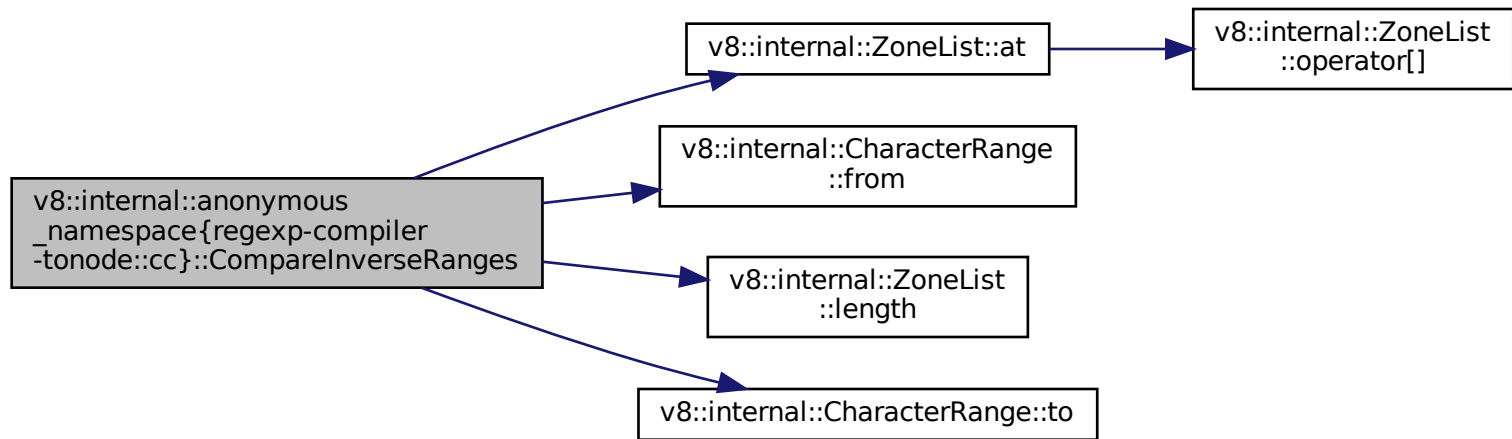 v8::internal::anonymous
_namespace{regexp-compiler
-tonode::cc}::CompareInverseRanges
v8::internal::ZoneList::at
v8::internal::ZoneList
::operator[]
v8::internal::CharacterRange
::from
v8::internal::ZoneList
::length
v8::internal::CharacterRange::to